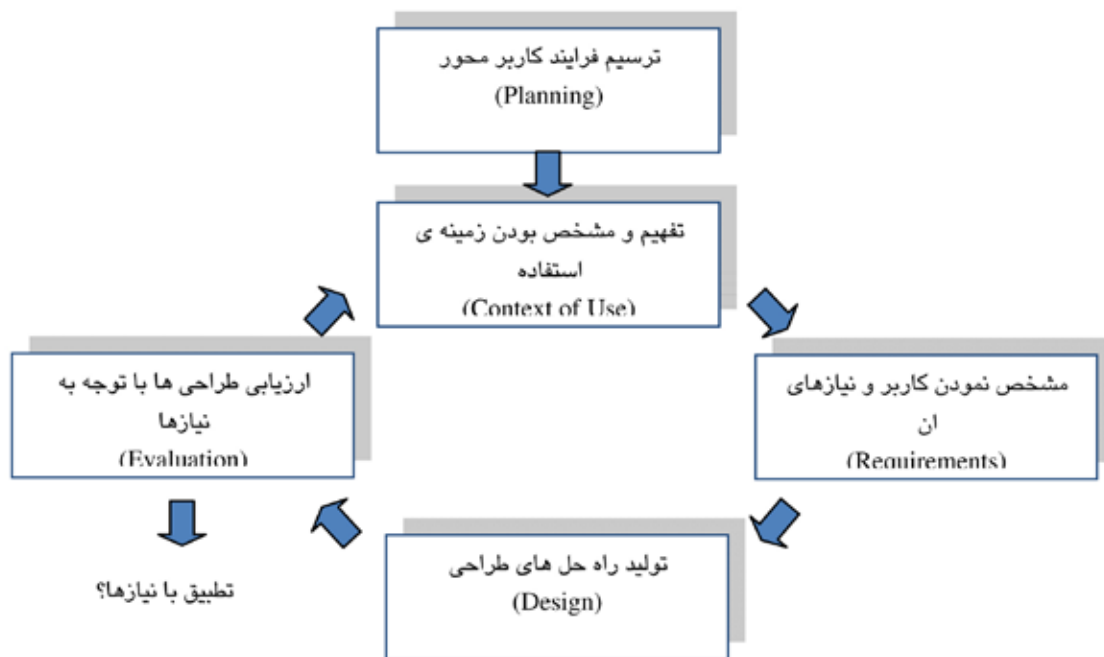 ترسیم فرایند کاربر محور
(Planning)
تفهیم و مشخص بودن زمینه ی
استفاده
(Context of Use)
مشخص نمودن کاربر و نیازهای
ان
(Requirements)
تولید راه حل های طراحی
(Design)
ارزیابی طراحی ها با توجه به
نیازها
(Evaluation)
تطبیق با نیازها؟